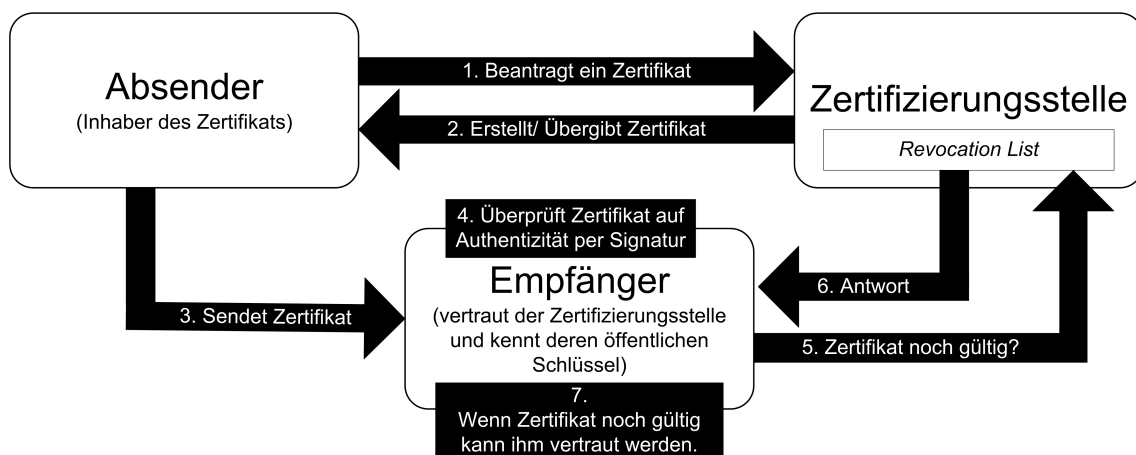 Absender
(Inhaber des Zertifikats)
1. Beantragt ein Zertifikat
2. Erstellt/ Übergibt Zertifikat
Zertifizierungsstelle
Revocation List
3. Sendet Zertifikat
4. Überprüft Zertifikat auf
Authentizität per Signatur
Empfänger
(vertraut der Zertifizierungsstelle
und kennt deren öffentlichen
Schlüssel)
5. Zertifikat noch gültig?
6. Antwort
7.
Wenn Zertifikat noch gültig
kann ihm vertraut werden.